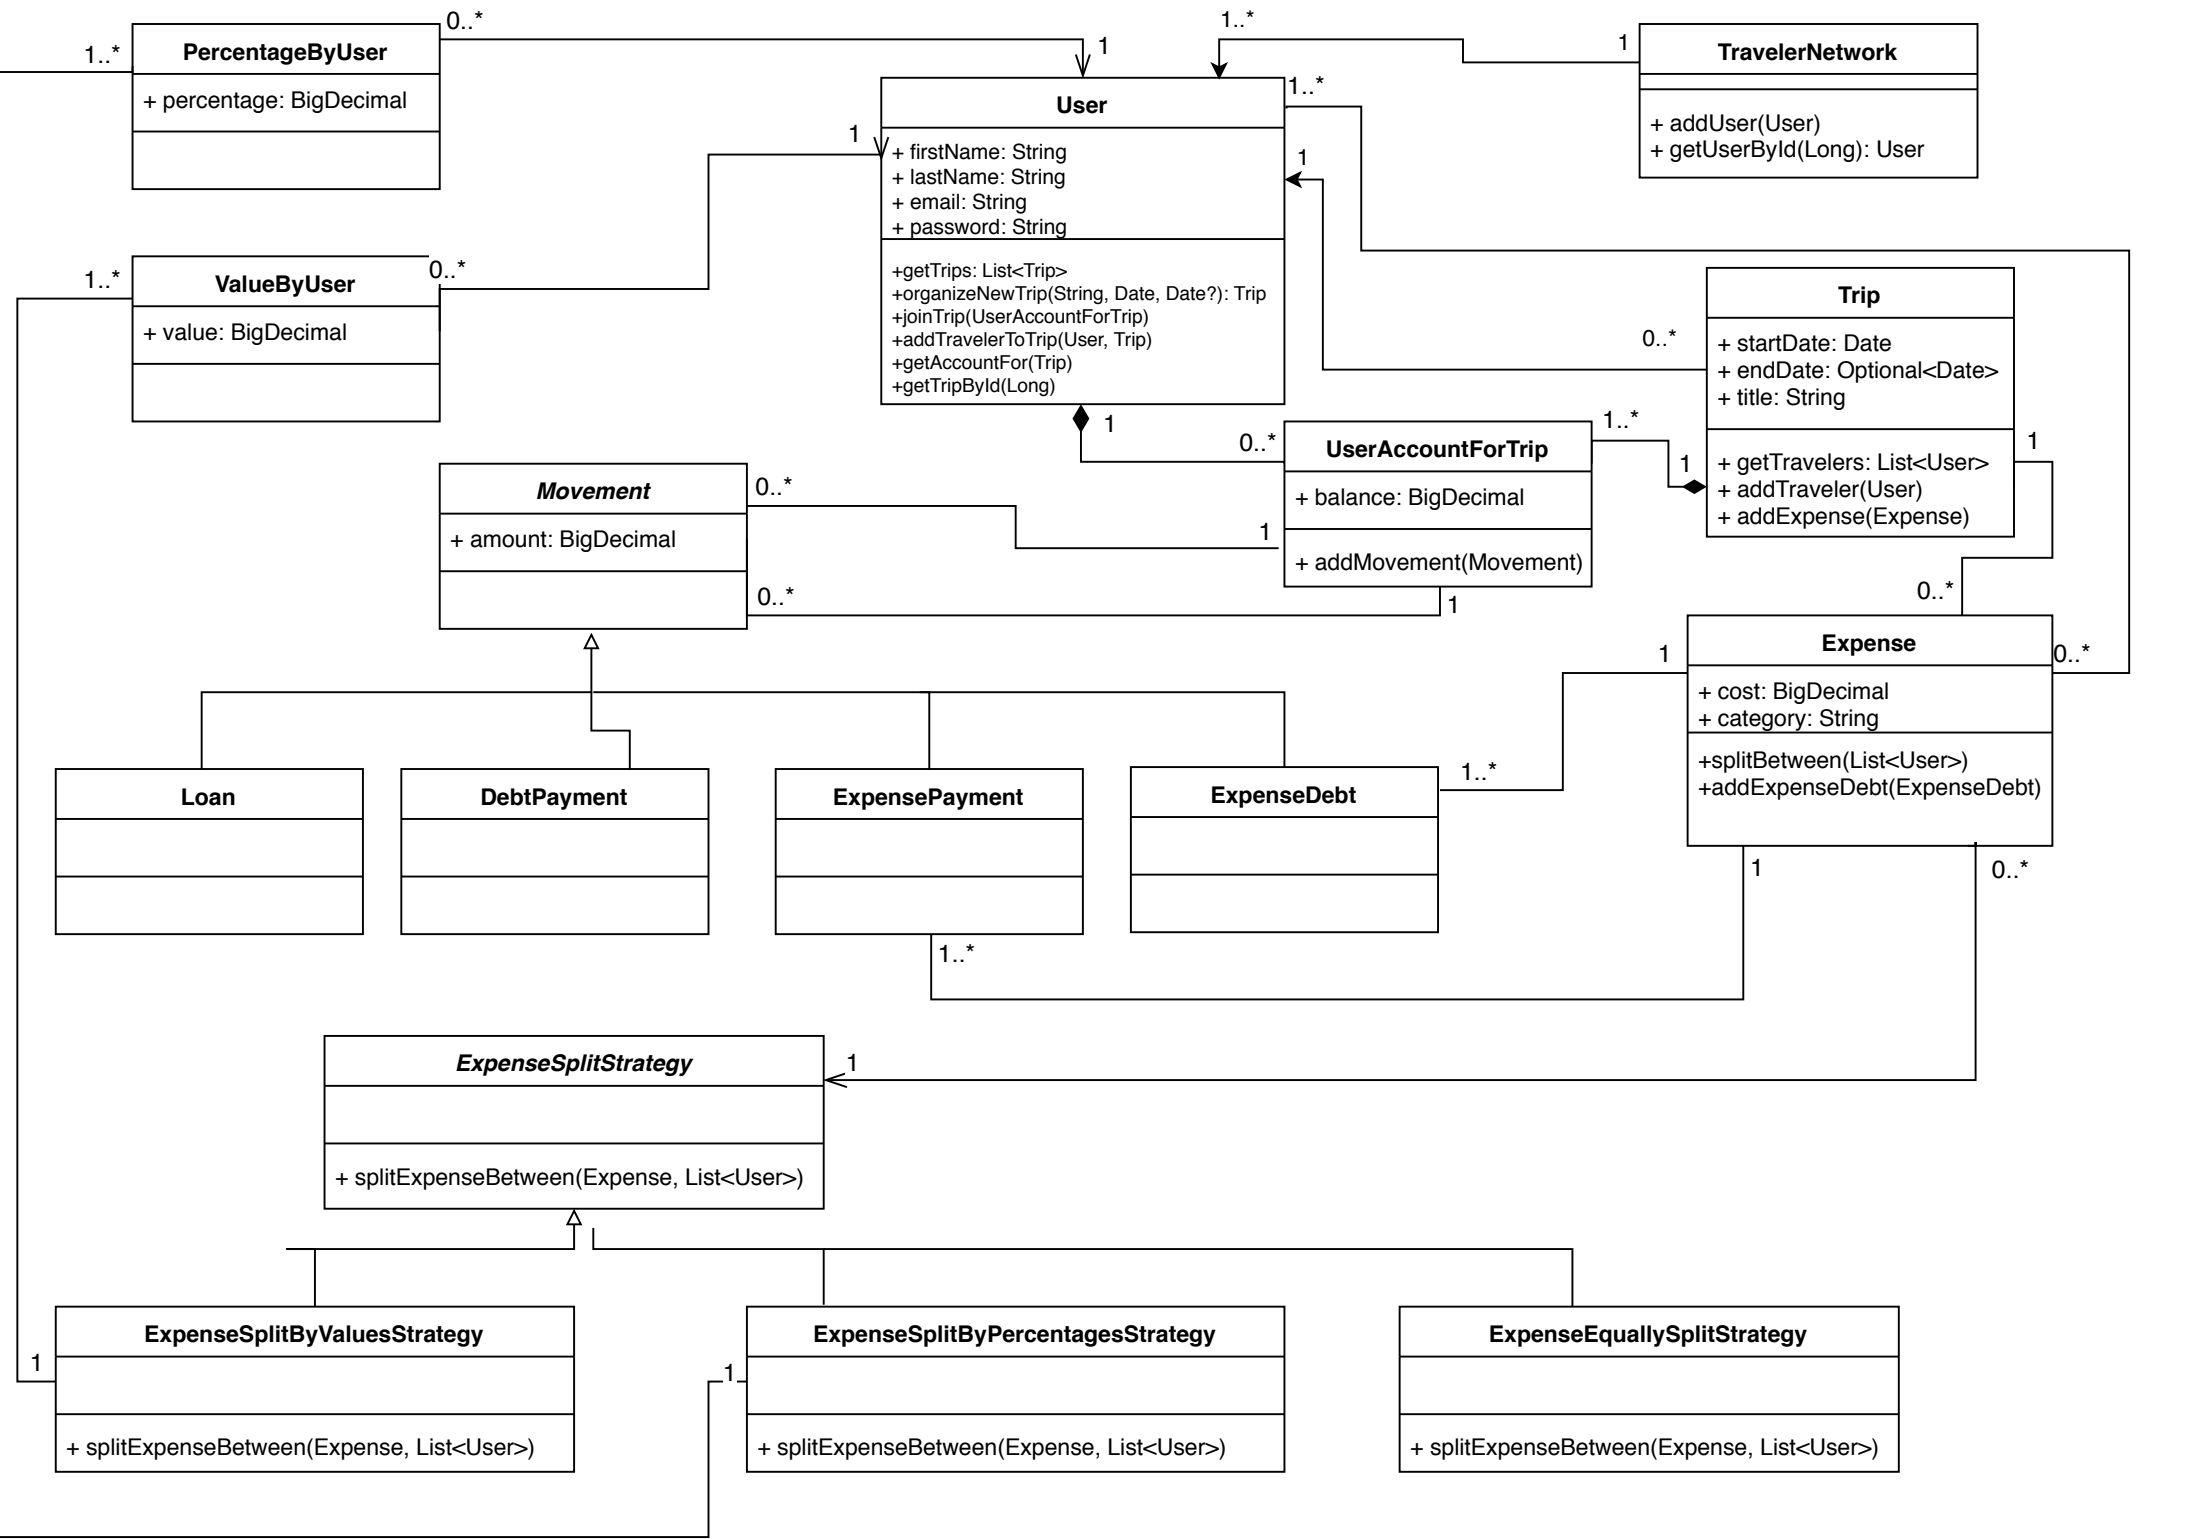 0..*
1..*
1..*
PercentageByUser
+ percentage: BigDecimal
1
1
TravelerNetwork
+ addUser(User)
+ getUserById(Long): User
1..*
User
1
+ firstName: String
+ lastName: String
+ email: String
+ password: String
+getTrips: List<Trip>
+organizeNewTrip(String, Date, Date?): Trip
+joinTrip(UserAccountForTrip)
+addTravelerToTrip(User, Trip)
+getAccountFor(Trip)
+getTripById(Long)
1
1..*
0..*
ValueByUser
+ value: BigDecimal
Trip
0..*
+ startDate: Date
+ endDate: Optional<Date>
+ title: String
+ getTravelers: List<User>
+ addTraveler(User)
+ addExpense(Expense)
1
0..*
1..*
1
1
UserAccountForTrip
+ balance: BigDecimal
+ addMovement(Movement)
Movement
+ amount: BigDecimal
0..*
1
0..*
1
0..*
1
Expense
0..*
+ cost: BigDecimal
+ category: String
+splitBetween(List<User>)
+addExpenseDebt(ExpenseDebt)
1..*
Loan
DebtPayment
ExpensePayment
ExpenseDebt
1
0..*
1..*
ExpenseSplitStrategy
1
+ splitExpenseBetween(Expense, List<User>)
ExpenseSplitByValuesStrategy
1
+ splitExpenseBetween(Expense, List<User>)
ExpenseSplitByPercentagesStrategy
1
+ splitExpenseBetween(Expense, List<User>)
ExpenseEquallySplitStrategy
+ splitExpenseBetween(Expense, List<User>)